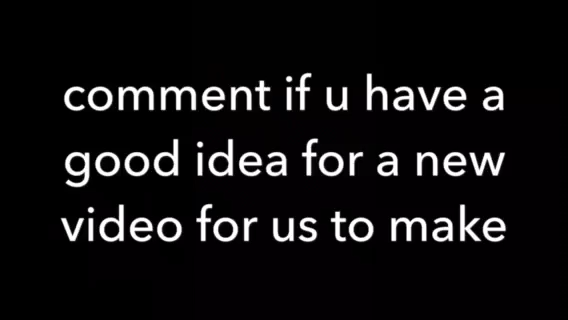 comment if u have a
good idea for a new
video for us to make